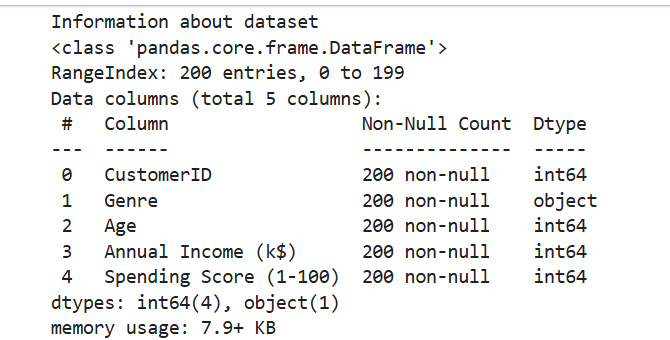 Information about dataset
<class 'pandas.core.frame.DataFrame'>
RangeIndex: 200 entries, 0 to 199
Data columns (total 5 columns):
 #   Column                  Non-Null Count  Dtype
---  ------                  --------------  -----
 0   CustomerID              200 non-null    int64
 1   Genre                   200 non-null    object
 2   Age                     200 non-null    int64
 3   Annual Income (k$)      200 non-null    int64
 4   Spending Score (1-100)  200 non-null    int64
dtypes: int64(4), object(1)
memory usage: 7.9+ KB